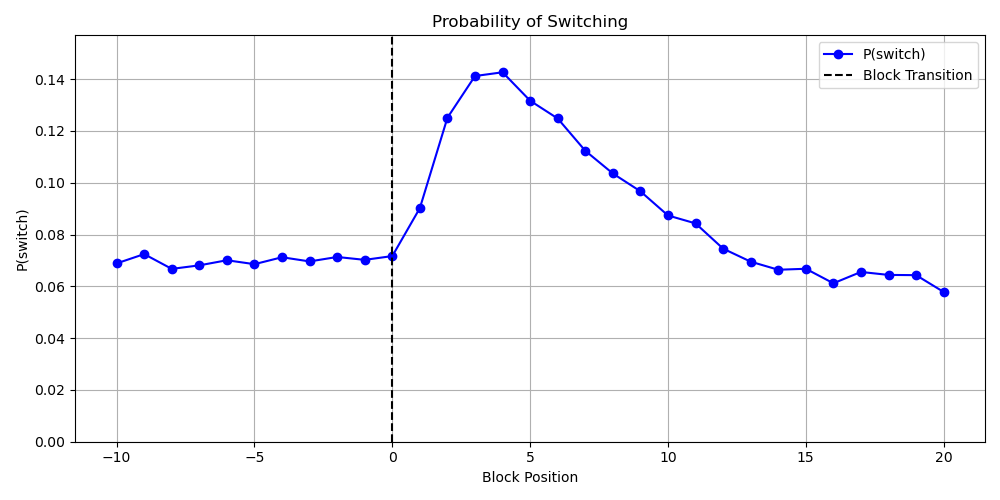 Probability of Switching
P(switch)
Block Transition
0.14
0.12
0.10
0.08
0.06
0.04
0.02
0.00
P(switch)
−10 −5 0 5 10 15 20
Block Position